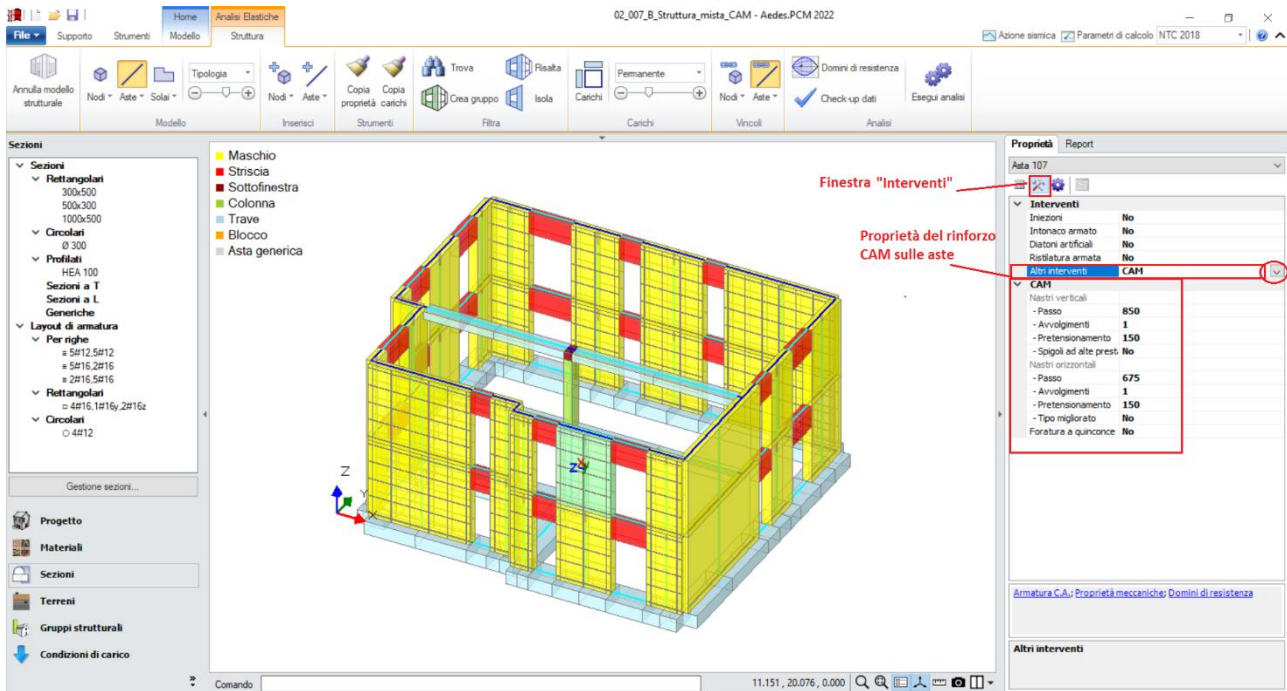 02_007_B_Struttura_mista_CAM - Aedes.PCM 2022
Home
Analisi Elastiche
File
Supporto
Strumenti
Modello
Struttura
Azione sismica
Parametri di calcolo
NTC 2018
Annulla modello strutturale
Nodi
Aste
Solai
Tipologia
Modello
Nodi
Aste
Inserisci
Copia proprietà
Copia carichi
Strumenti
Trova
Crea gruppo
Risalta
Isola
Filtra
Carichi
Permanente
Carichi
Nodi
Aste
Vincoli
Domini di resistenza
Check-up dati
Esegui analisi
Analisi
Sezioni
Sezioni
Rettangolari
300x500
500x300
1000x500
Circolari
Ø 300
Profilati
HEA 100
Sezioni a T
Sezioni a L
Generiche
Layout di armatura
Per righe
5#12,5#12
5#16,2#16
2#16,5#16
Rettangolari
4#16,1#16y,2#16z
Circolari
4#12
Gestione sezioni...
Progetto
Materiali
Sezioni
Terreni
Gruppi strutturali
Condizioni di carico
Maschio
Striscia
Sottofinestra
Colonna
Trave
Blocco
Asta generica
Z
Y
X
Z
Finestra "Interventi"
Proprietà del rinforzo
CAM sulle aste
Comando
11.151 , 20.076 , 0.000
Proprietà
Report
Asta 107
Interventi
Iniezioni No
Intonaco armato No
Diatoni artificiali No
Ristilatura armata No
Altri interventi CAM
CAM
Nastri verticali
- Passo 850
- Avvolgimenti 1
- Pretensionamento 150
- Spigoli ad alte prest. No
Nastri orizzontali
- Passo 675
- Avvolgimenti 1
- Pretensionamento 150
- Tipo migliorato No
Foratura a quinconce No
Armatura C.A.; Proprietà meccaniche; Domini di resistenza
Altri interventi